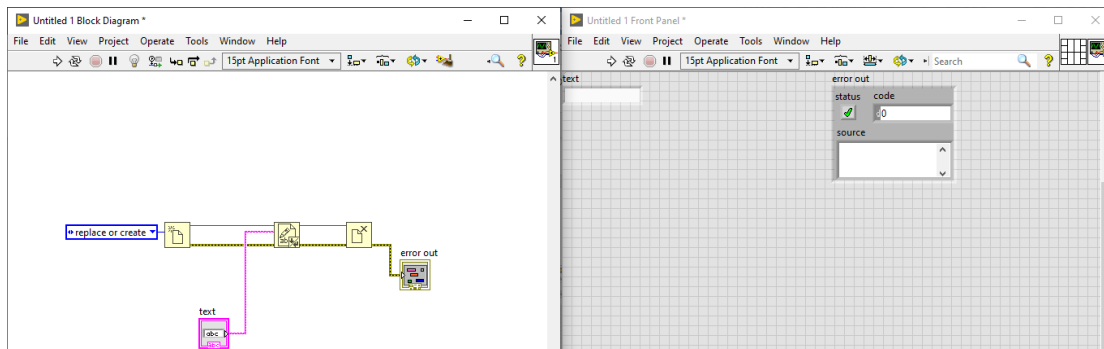 Untitled 1 Block Diagram *
File Edit View Project Operate Tools Window Help
15pt Application Font
1
replace or create
error out
text
abc
Untitled 1 Front Panel *
File Edit View Project Operate Tools Window Help
15pt Application Font
Search
text
error out
status code
0
source